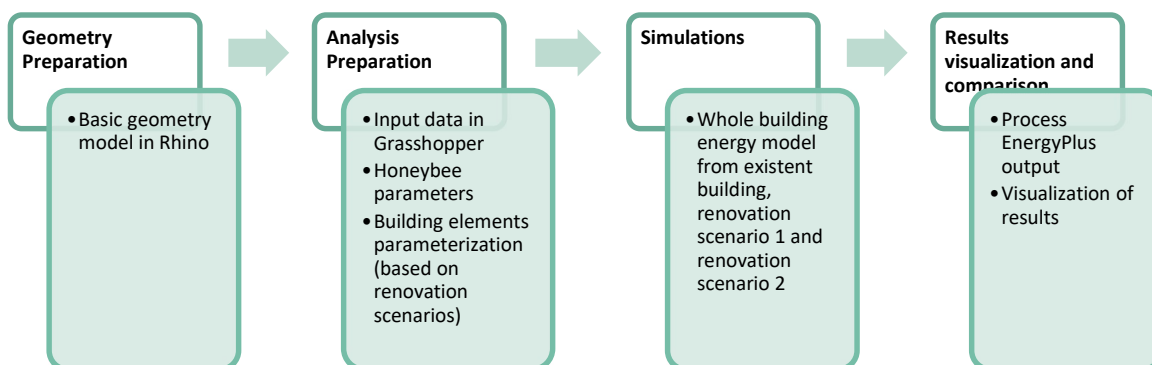 Geometry
Preparation
•Basic geometry
model in Rhino
Analysis
Preparation
•Input data in
Grasshopper
•Honeybee
parameters
•Building elements
parameterization
(based on
renovation
scenarios)
Simulations
•Whole building
energy model
from existent
building,
renovation
scenario 1 and
renovation
scenario 2
Results
visualization and
comparison
•Process
EnergyPlus
output
•Visualization of
results